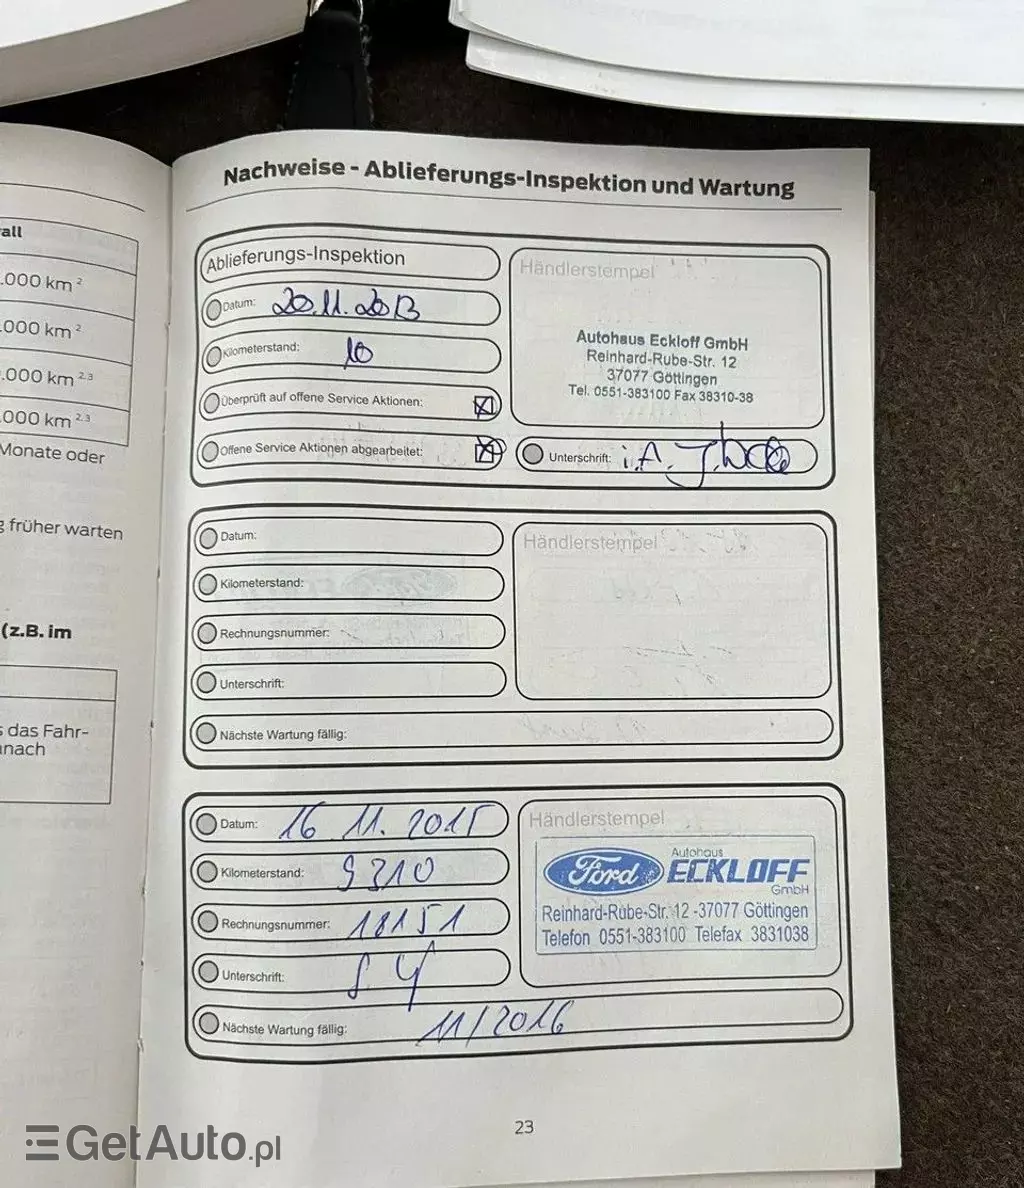 Nachweise - Ablieferungs-Inspektion und Wartung
all
.000 km 2
.000 km 2
.000 km 2.3
.000 km 2.3
Monate oder
früher warten
(z.B. im
das Fahr-
nach
Ablieferungs-Inspektion
Datum: 20.11.2013
Kilometerstand: 10
Überprüft auf offene Service Aktionen:
Offene Service Aktionen abgearbeitet:
Händlerstempel
Autohaus Eckloff GmbH
Reinhard-Rube-Str. 12
37077 Göttingen
Tel. 0551-383100 Fax 38310-38
Unterschrift: i.A.
Datum:
Kilometerstand:
Rechnungsnummer:
Unterschrift:
Nächste Wartung fällig:
Händlerstempel
Datum: 16 11. 2015
Kilometerstand: 9310
Rechnungsnummer: 18151
Unterschrift:
Nächste Wartung fällig: 11/2016
Händlerstempel
Ford Autohaus ECKLOFF GmbH
Reinhard-Rube-Str. 12 -37077 Göttingen
Telefon 0551-383100 Telefax 3831038
23
GetAuto.pl